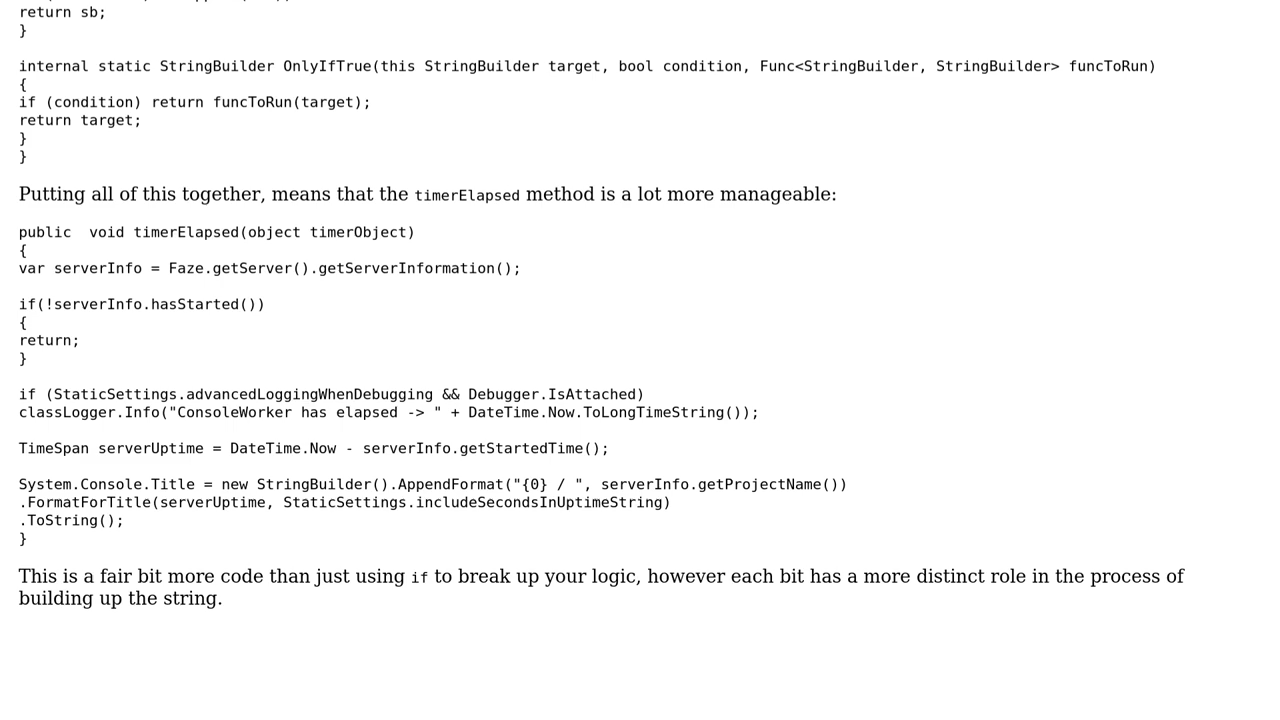 return sb;
}
internal static StringBuilder OnlyIfTrue(this StringBuilder target, bool condition, Func<StringBuilder, StringBuilder> funcToRun)
{
if (condition) return funcToRun(target);
return target;
}
}
Putting all of this together, means that the timerElapsed method is a lot more manageable:
public  void timerElapsed(object timerObject)
{
var serverInfo = Faze.getServer().getServerInformation();
if(!serverInfo.hasStarted())
{
return;
}
if (StaticSettings.advancedLoggingWhenDebugging && Debugger.IsAttached)
classLogger.Info("ConsoleWorker has elapsed -> " + DateTime.Now.ToLongTimeString());
TimeSpan serverUptime = DateTime.Now - serverInfo.getStartedTime();
System.Console.Title = new StringBuilder().AppendFormat("{0} / ", serverInfo.getProjectName())
.FormatForTitle(serverUptime, StaticSettings.includeSecondsInUptimeString)
.ToString();
}
This is a fair bit more code than just using if to break up your logic, however each bit has a more distinct role in the process of
building up the string.